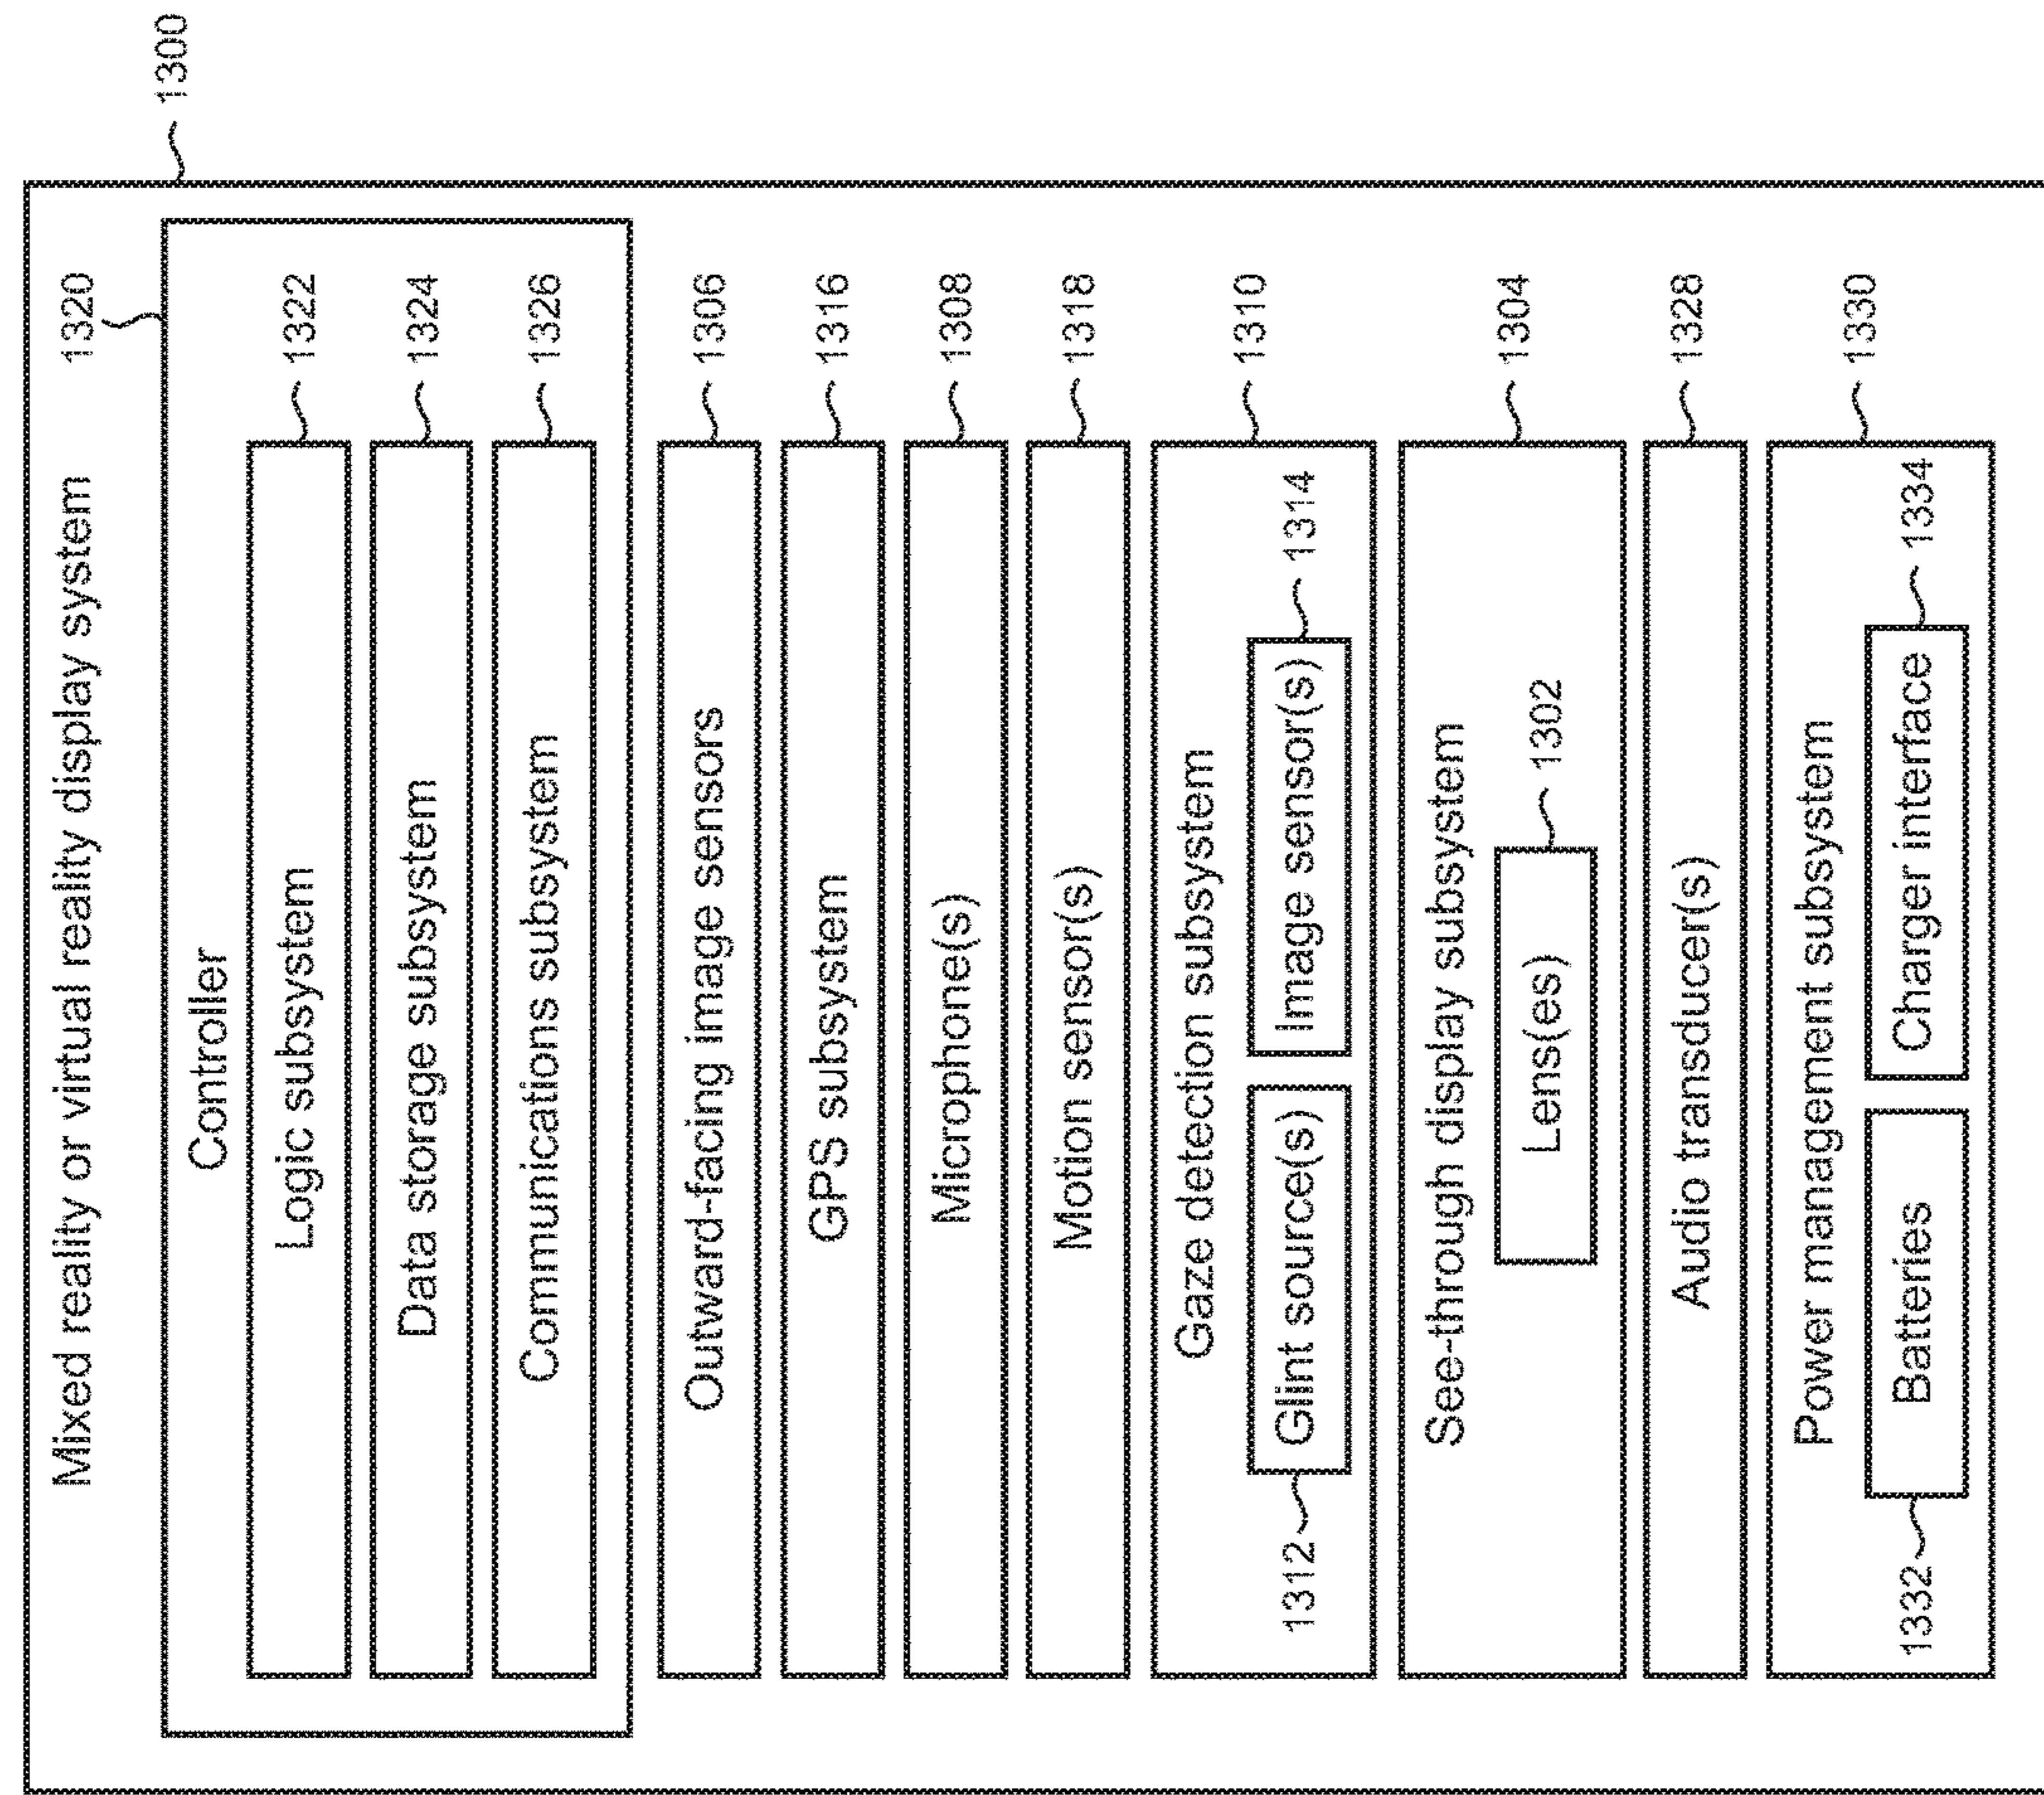 1300
Mixed reality or virtual reality display system 1320
Controller
Logic subsystem 1322
Data storage subsystem 1324
Communications subsystem 1326
Outward-facing image sensors 1306
GPS subsystem 1316
Microphone(s) 1308
Motion sensor(s) 1318
Gaze detection subsystem 1310
1312 Glint source(s) Image sensor(s) 1314
See-through display subsystem 1304
Lens(es) 1302
Audio transducer(s) 1328
Power management subsystem 1330
1332 Batteries Charger interface 1334